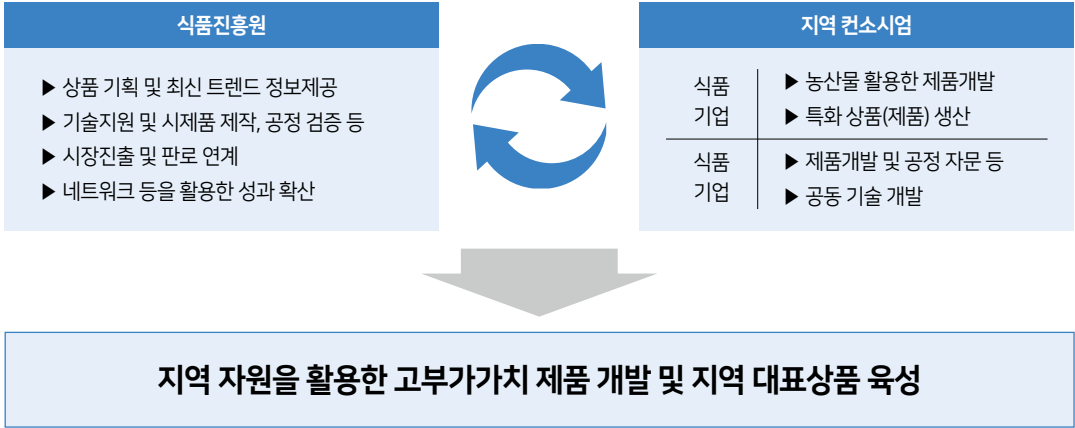 식품진흥원
▶ 상품 기획 및 최신 트렌드 정보제공
▶ 기술지원 및 시제품 제작, 공정 검증 등
▶ 시장진출 및 판로 연계
▶ 네트워크 등을 활용한 성과 확산
지역 컨소시엄
식품
기업
▶ 농산물 활용한 제품개발
▶ 특화 상품(제품) 생산
식품
기업
▶ 제품개발 및 공정 자문 등
▶ 공동 기술 개발
지역 자원을 활용한 고부가가치 제품 개발 및 지역 대표상품 육성